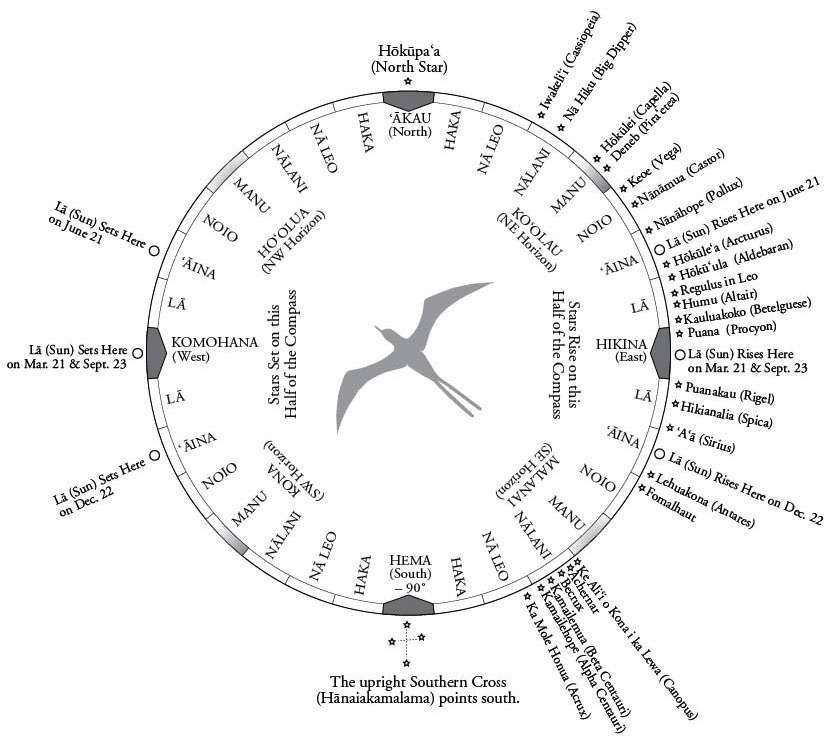 Hōkūpaʻa
(North Star)
ʻĀKAU
(North)
HAKA
NĀ LEO
NĀLANI
MANU
NOIO
ʻĀINA
LĀ
HIKINA
(East)
LĀ
ʻĀINA
NOIO
MANU
NĀLANI
NĀ LEO
HAKA
HEMA
(South)
– 90°
HAKA
NĀ LEO
NĀLANI
MANU
NOIO
ʻĀINA
LĀ
KOMOHANA
(West)
LĀ
ʻĀINA
NOIO
MANU
NĀLANI
NĀ LEO
HAKA
HOʻOLUA
(NW Horizon)
KOʻOLAU
(NE Horizon)
MALANAI
(SE Horizon)
KONA
(SW Horizon)
Stars Set on this
Half of the Compass
Stars Rise on this
Half of the Compass
Iwakeliʻi (Cassiopeia)
Nā Hiku (Big Dipper)
Hōkūlei (Capella)
Deneb (Piraʻetea)
Keoe (Vega)
Nānāmua (Castor)
Nānāhope (Pollux)
Lā (Sun) Rises Here on June 21
Hōkūleʻa (Arcturus)
Hōkūʻula (Aldebaran)
Regulus in Leo
Humu (Altair)
Kauluakoko (Betelguese)
Puana (Procyon)
Lā (Sun) Rises Here
on Mar. 21 & Sept. 23
Puanakau (Rigel)
Hikianalia (Spica)
ʻAʻā (Sirius)
Lā (Sun) Rises Here on Dec. 22
Lehuakona (Antares)
Fomalhaut
Ke Aliʻi o Kona i ka Lewa (Canopus)
Achernar
Becrux
Kamailemua (Beta Centauri)
Kamailehope (Alpha Centauri)
Ka Mole Honua (Acrux)
Lā (Sun) Sets Here
on June 21
Lā (Sun) Sets Here
on Mar. 21 & Sept. 23
Lā (Sun) Sets Here
on Dec. 22
The upright Southern Cross
(Hānaiakamalama) points south.